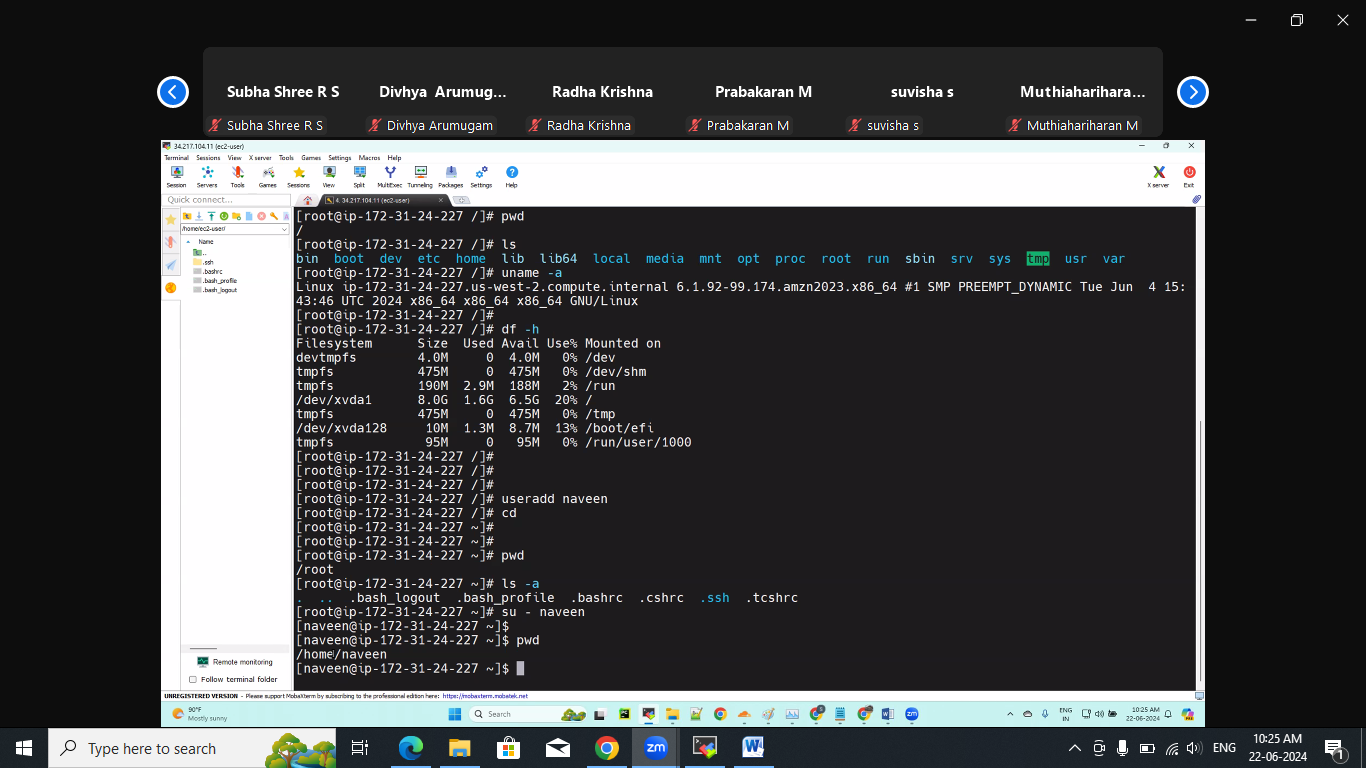 Subha Shree R S
Divhya Arumug...
Radha Krishna
Prabakaran M
suvisha s
Muthiaharihara...
Subha Shree R S
Divhya Arumugam
Radha Krishna
Prabakaran M
suvisha s
Muthiahariharan M
34.217.104.11 (ec2-user)
Terminal Sessions View X server Tools Games Settings Macros Help
Session Servers Tools Games Sessions View Split MultiExec Tunneling Packages Settings Help X server Exit
Quick connect...
4. 34.217.104.11 (ec2-user)
/home/ec2-user/
Name
..
.ssh
.bashrc
.bash_profile
.bash_logout
Remote monitoring
Follow terminal folder
[root@ip-172-31-24-227 /]# pwd
/
[root@ip-172-31-24-227 /]# ls
bin boot dev etc home lib lib64 local media mnt opt proc root run sbin srv sys tmp usr var
[root@ip-172-31-24-227 /]# uname -a
Linux ip-172-31-24-227.us-west-2.compute.internal 6.1.92-99.174.amzn2023.x86_64 #1 SMP PREEMPT_DYNAMIC Tue Jun  4 15:
43:46 UTC 2024 x86_64 x86_64 x86_64 GNU/Linux
[root@ip-172-31-24-227 /]#
[root@ip-172-31-24-227 /]# df -h
Filesystem      Size  Used Avail Use% Mounted on
devtmpfs        4.0M     0  4.0M   0% /dev
tmpfs           475M     0  475M   0% /dev/shm
tmpfs           190M  2.9M  188M   2% /run
/dev/xvda1      8.0G  1.6G  6.5G  20% /
tmpfs           475M     0  475M   0% /tmp
/dev/xvda128     10M  1.3M  8.7M  13% /boot/efi
tmpfs            95M     0   95M   0% /run/user/1000
[root@ip-172-31-24-227 /]#
[root@ip-172-31-24-227 /]#
[root@ip-172-31-24-227 /]#
[root@ip-172-31-24-227 /]# useradd naveen
[root@ip-172-31-24-227 /]# cd
[root@ip-172-31-24-227 ~]#
[root@ip-172-31-24-227 ~]#
[root@ip-172-31-24-227 ~]# pwd
/root
[root@ip-172-31-24-227 ~]# ls -a
. .. .bash_logout .bash_profile .bashrc .cshrc .ssh .tcshrc
[root@ip-172-31-24-227 ~]# su - naveen
[naveen@ip-172-31-24-227 ~]$
[naveen@ip-172-31-24-227 ~]$ pwd
/home/naveen
[naveen@ip-172-31-24-227 ~]$
UNREGISTERED VERSION - Please support MobaXterm by subscribing to the professional edition here: https://mobaxterm.mobatek.net
90°F
Mostly sunny
Search
ENG
IN
10:25 AM
22-06-2024
Type here to search
ENG
10:25 AM
22-06-2024
1